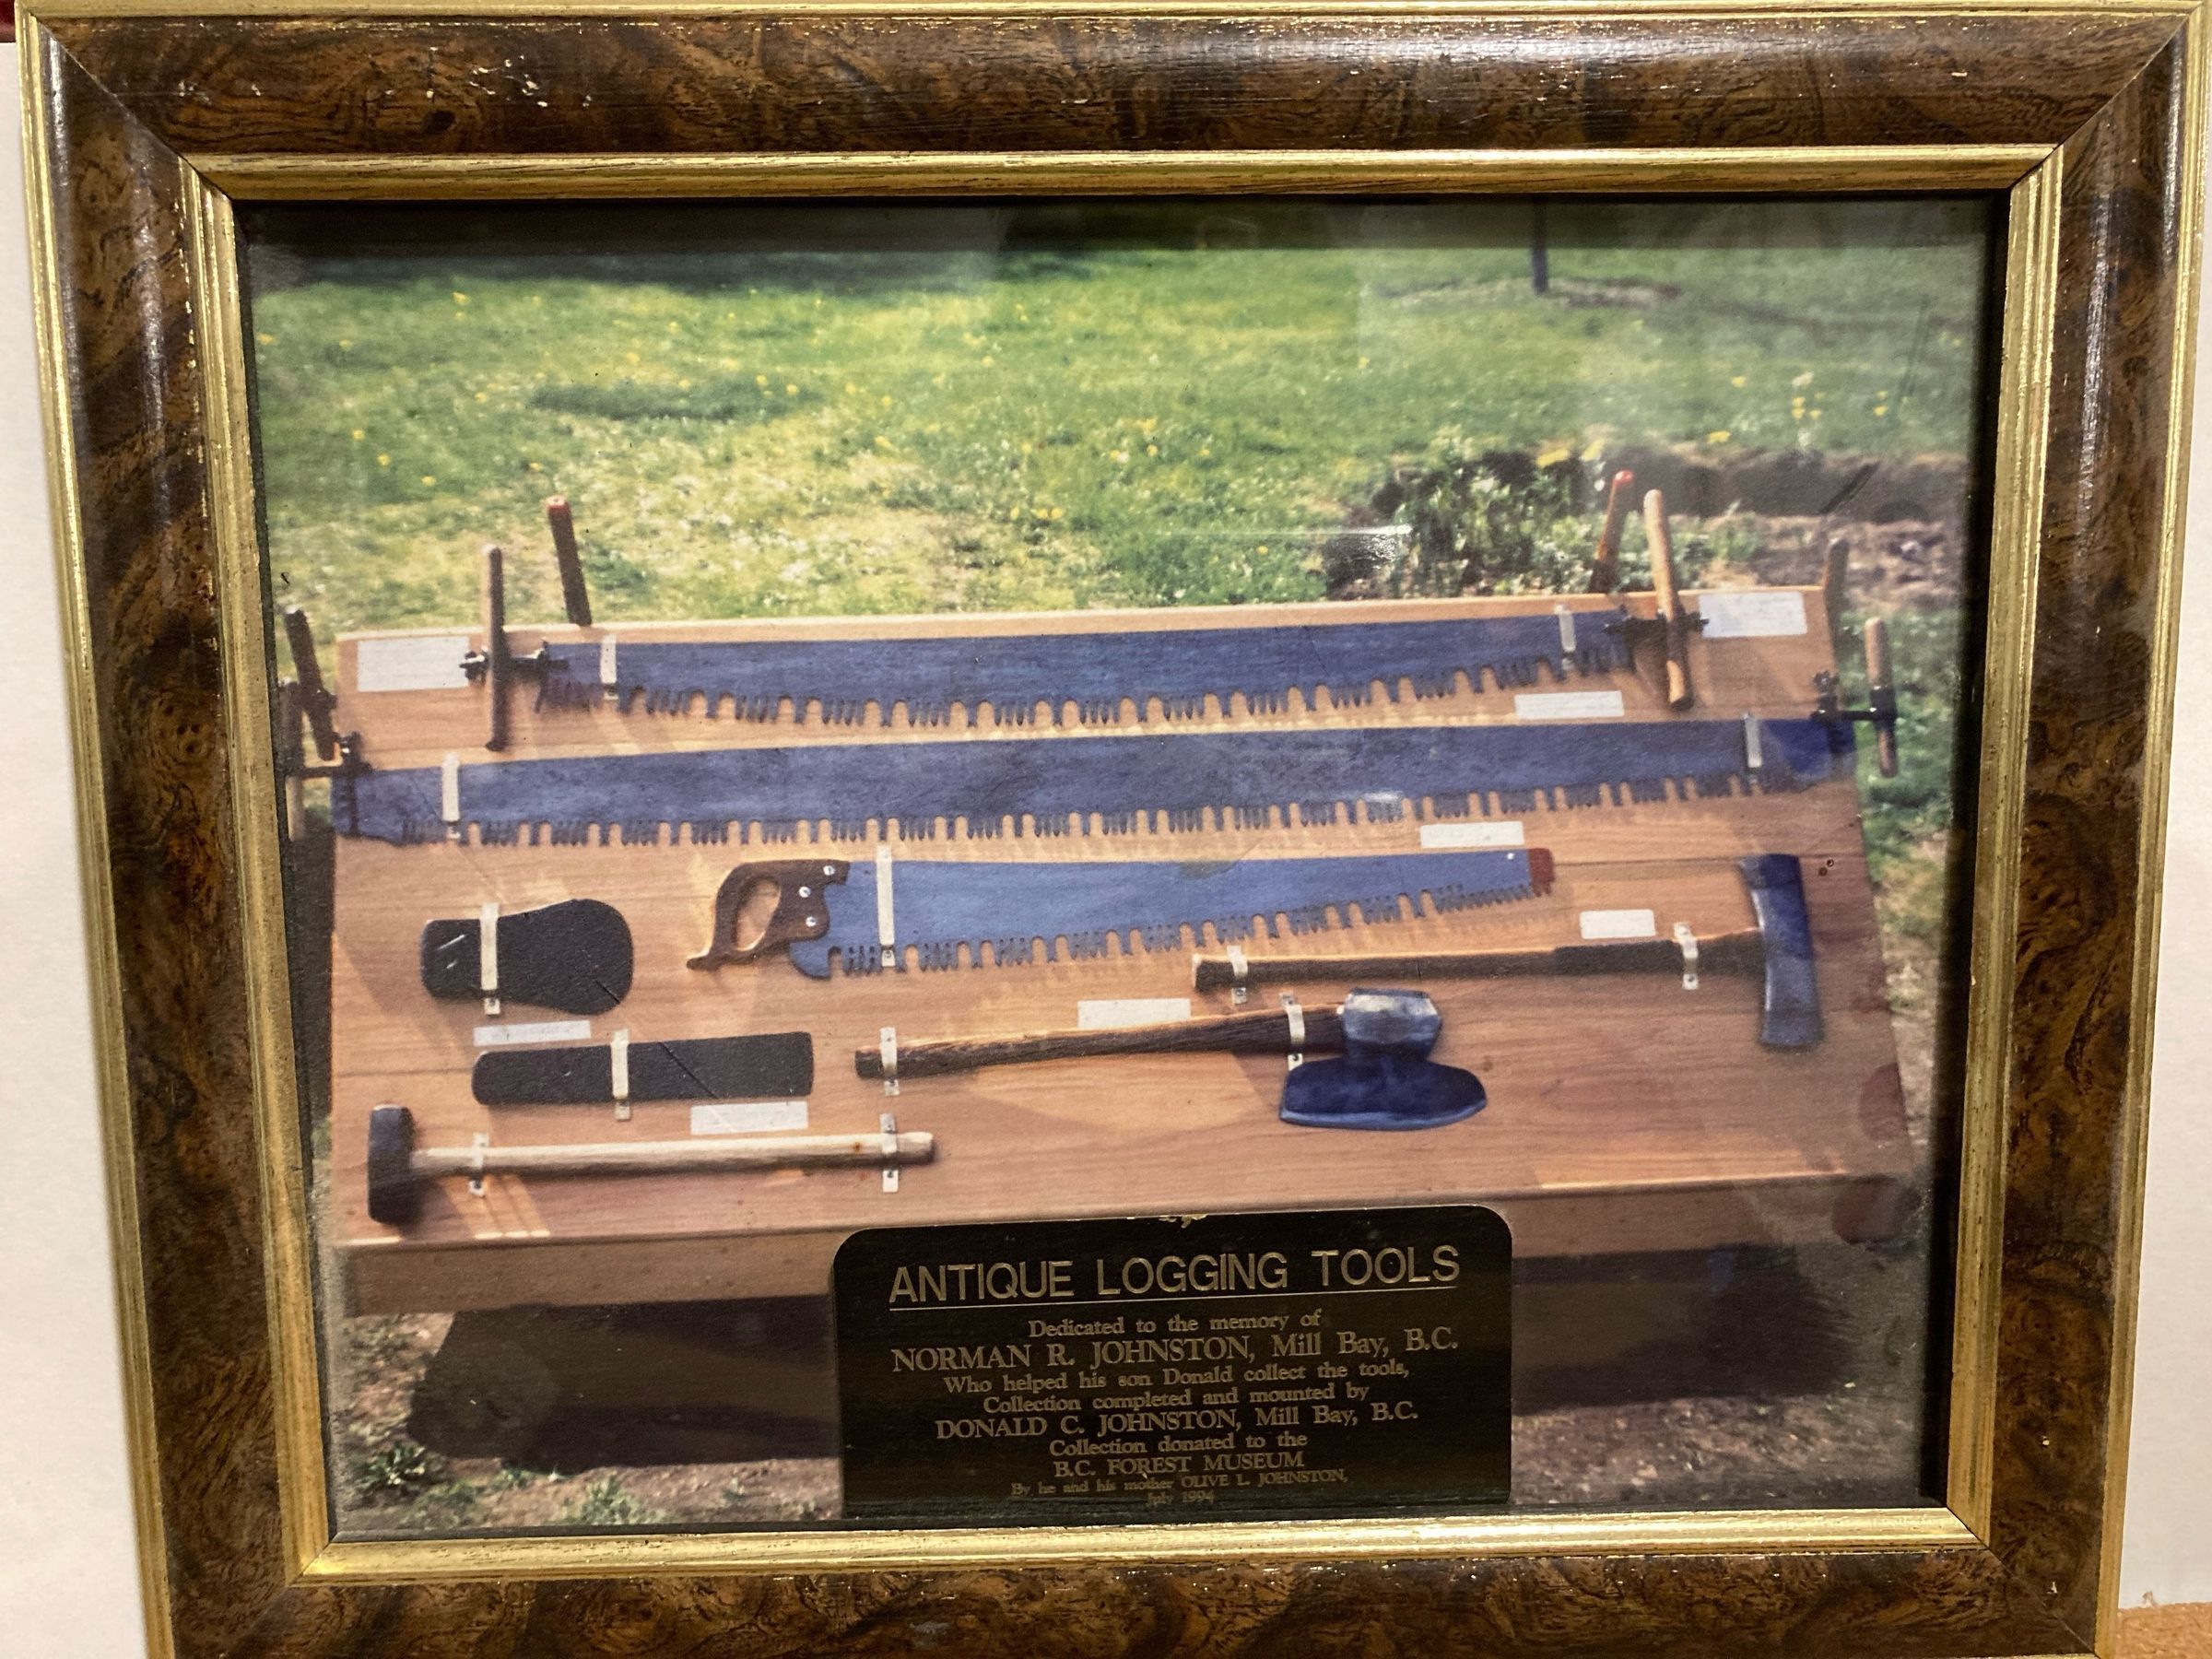 ANTIQUE LOGGING TOOLS
Dedicated to the memory of
NORMAN R. JOHNSTON, Mill Bay, B.C.
Who helped his son Donald collect the tools,
Collection completed and mounted by
DONALD C. JOHNSTON, Mill Bay, B.C.
Collection donated to the
B.C. FOREST MUSEUM
By he and his mother OLIVE L. JOHNSTON,
July 1994